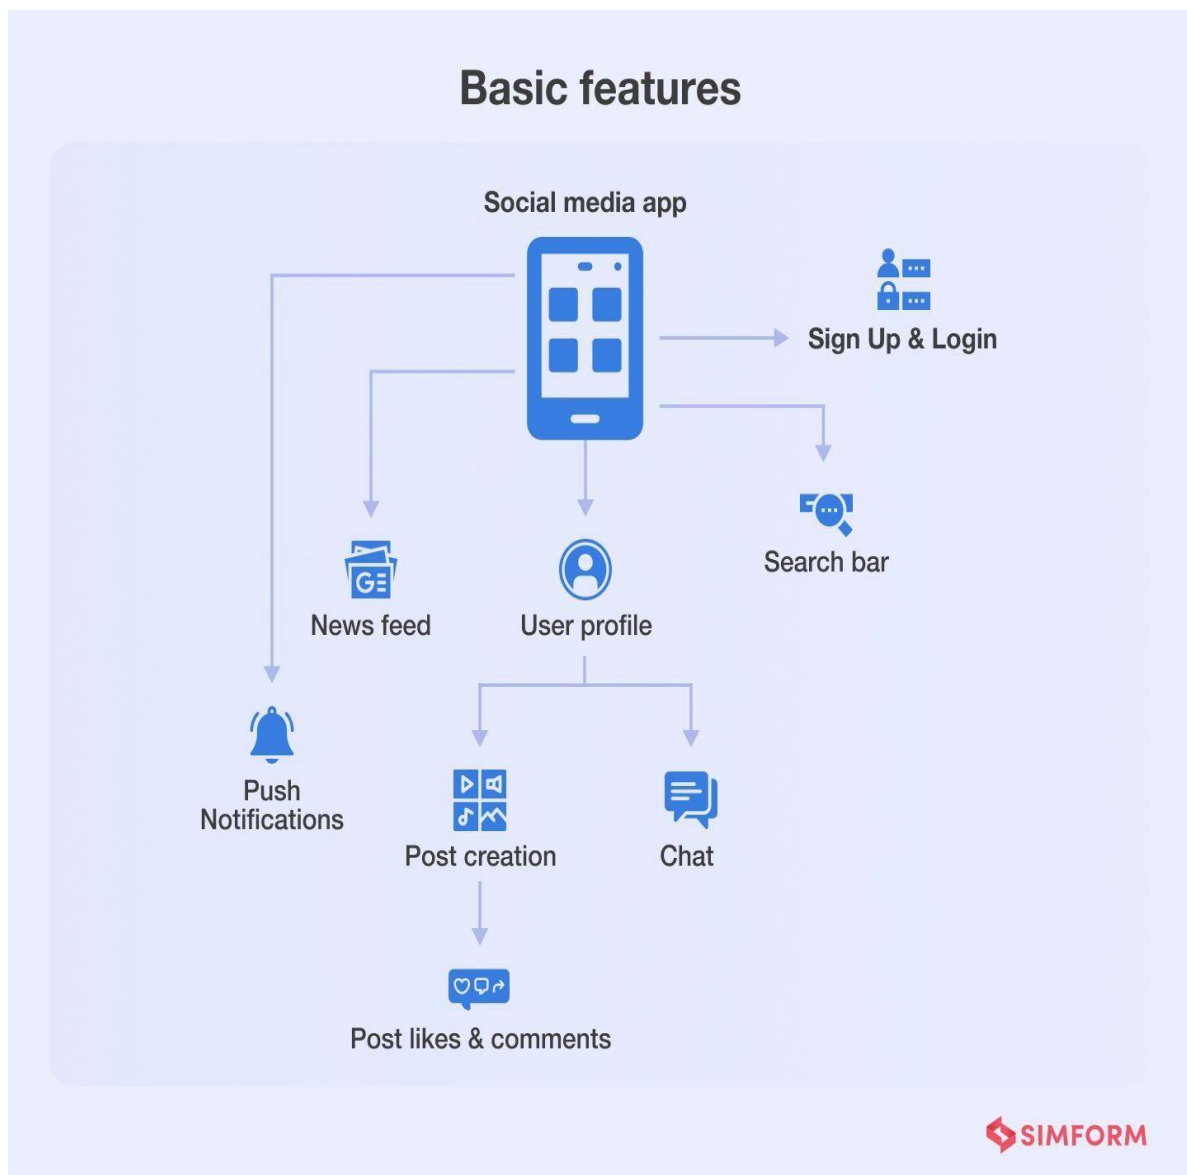 Basic features
Social media app
Sign Up & Login
Search bar
News feed
User profile
Push
Notifications
Post creation
Chat
Post likes & comments
SIMFORM